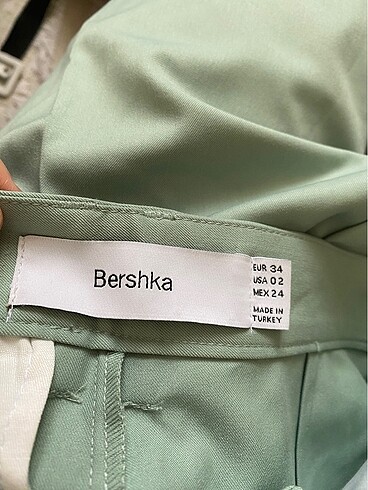 Bershka
EUR 34
USA 02
MEX 24
MADE IN
TURKEY